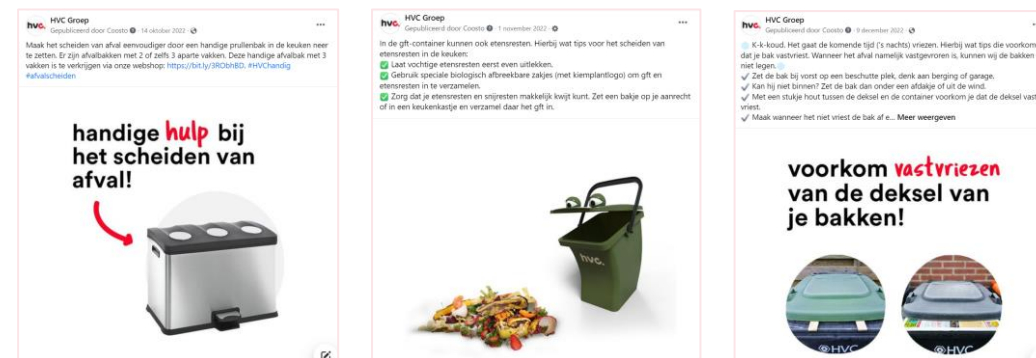 hvc. HVC Groep
Gepubliceerd door Coosto · 14 oktober 2022 ·
Maak het scheiden van afval eenvoudiger door een handige prullenbak in de keuken neer
te zetten. Er zijn afvalbakken met 2 of zelfs 3 aparte vakken. Deze handige afvalbak met 3
vakken is te verkrijgen via onze webshop: https://bit.ly/3RObhBD. #HVCHandig
#afvalscheiden
handige hulp bij
het scheiden van
afval!
hvc. HVC Groep
Gepubliceerd door Coosto · 1 november 2022 ·
In de gft-container kunnen ook etensresten. Hierbij wat tips voor het scheiden van
etensresten in de keuken:
✅ Laat vochtige etensresten eerst even uitlekken.
✅ Gebruik speciale biologisch afbreekbare zakjes (met kiemplantlogo) om gft en
etensresten in te verzamelen.
✅ Zorg dat je etensresten en snijresten makkelijk kwijt kunt. Zet een bakje op je aanrecht
of in een keukenkastje en verzamel daar het gft in.
hvc.
hvc. HVC Groep
Gepubliceerd door Coosto · 9 december 2022 ·
K-k-koud. Het gaat de komende tijd ('s nachts) vriezen. Hierbij wat tips die voorkom
dat je bak vastvriest. Wanneer het afval namelijk vastgevroren is, kunnen wij de bakken
niet legen.
✓ Zet de bak bij vorst op een beschutte plek, denk aan berging of garage.
✓ Kan hij niet binnen? Zet de bak dan onder een afdakje of uit de wind.
✓ Met een stukje hout tussen de deksel en de container voorkom je dat de deksel vast
vriest.
✓ Maak wanneer het niet vriest de bak af e... Meer weergeven
voorkom vastvriezen
van de deksel van
je bakken!
HVC
HVC